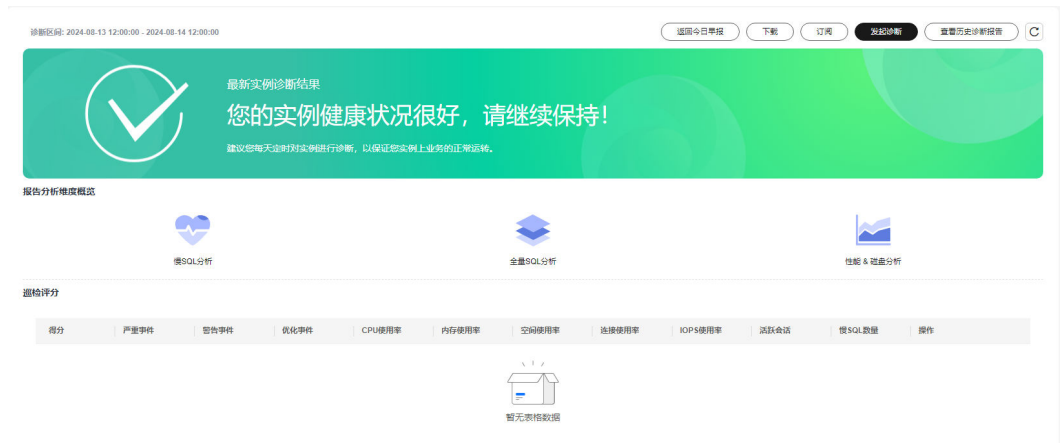 诊断区间: 2024-08-13 12:00:00 - 2024-08-14 12:00:00
返回今日早报
下载
订阅
发起诊断
查看历史诊断报告
最新实例诊断结果
您的实例健康状况很好，请继续保持！
建议您每天定时对实例进行诊断，以保证您实例上业务的正常运转。
报告分析维度概览
慢SQL分析
全量SQL分析
性能 & 磁盘分析
巡检评分
得分 严重事件 警告事件 优化事件 CPU使用率 内存使用率 空间使用率 连接使用率 IOPS使用率 活跃会话 慢SQL数量 操作
暂无表格数据